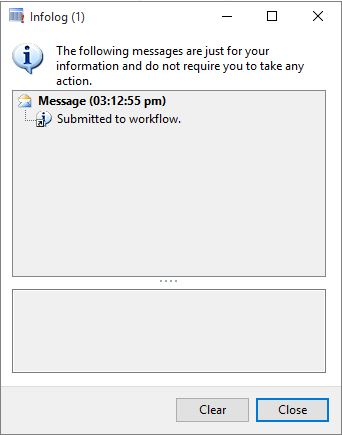 Infolog (1)
The following messages are just for your
information and do not require you to take any
action.
Message (03:12:55 pm)
Submitted to workflow.
Clear
Close